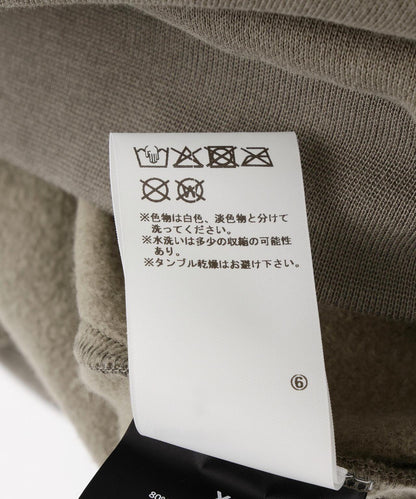 ※色物は白色、淡色物と分けて
洗ってください。
※水洗いは多少の収縮の可能性
あり。
※タンブル乾燥はお避け下さい。
⑥